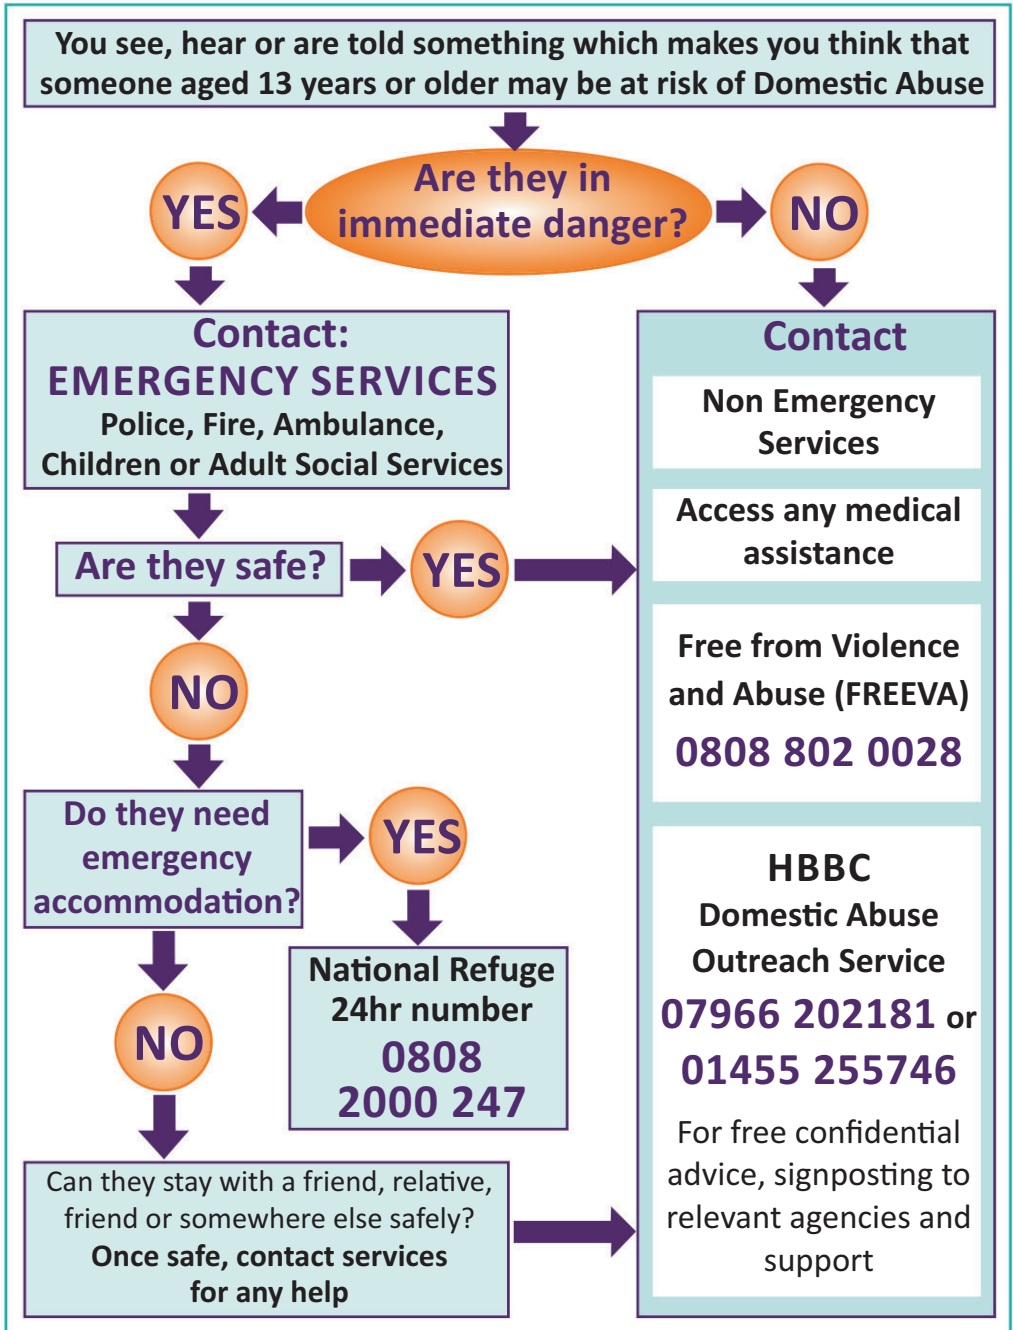 You see, hear or are told something which makes you think that
someone aged 13 years or older may be at risk of Domestic Abuse
Are they in
immediate danger?
YES
NO
Contact:
EMERGENCY SERVICES
Police, Fire, Ambulance,
Children or Adult Social Services
Are they safe?
YES
NO
Do they need
emergency
accommodation?
YES
National Refuge
24hr number
0808
2000 247
NO
Can they stay with a friend, relative,
friend or somewhere else safely?
Once safe, contact services
for any help
Contact
Non Emergency
Services
Access any medical
assistance
Free from Violence
and Abuse (FREEVA)
0808 802 0028
HBBC
Domestic Abuse
Outreach Service
07966 202181 or
01455 255746
For free confidential
advice, signposting to
relevant agencies and
support